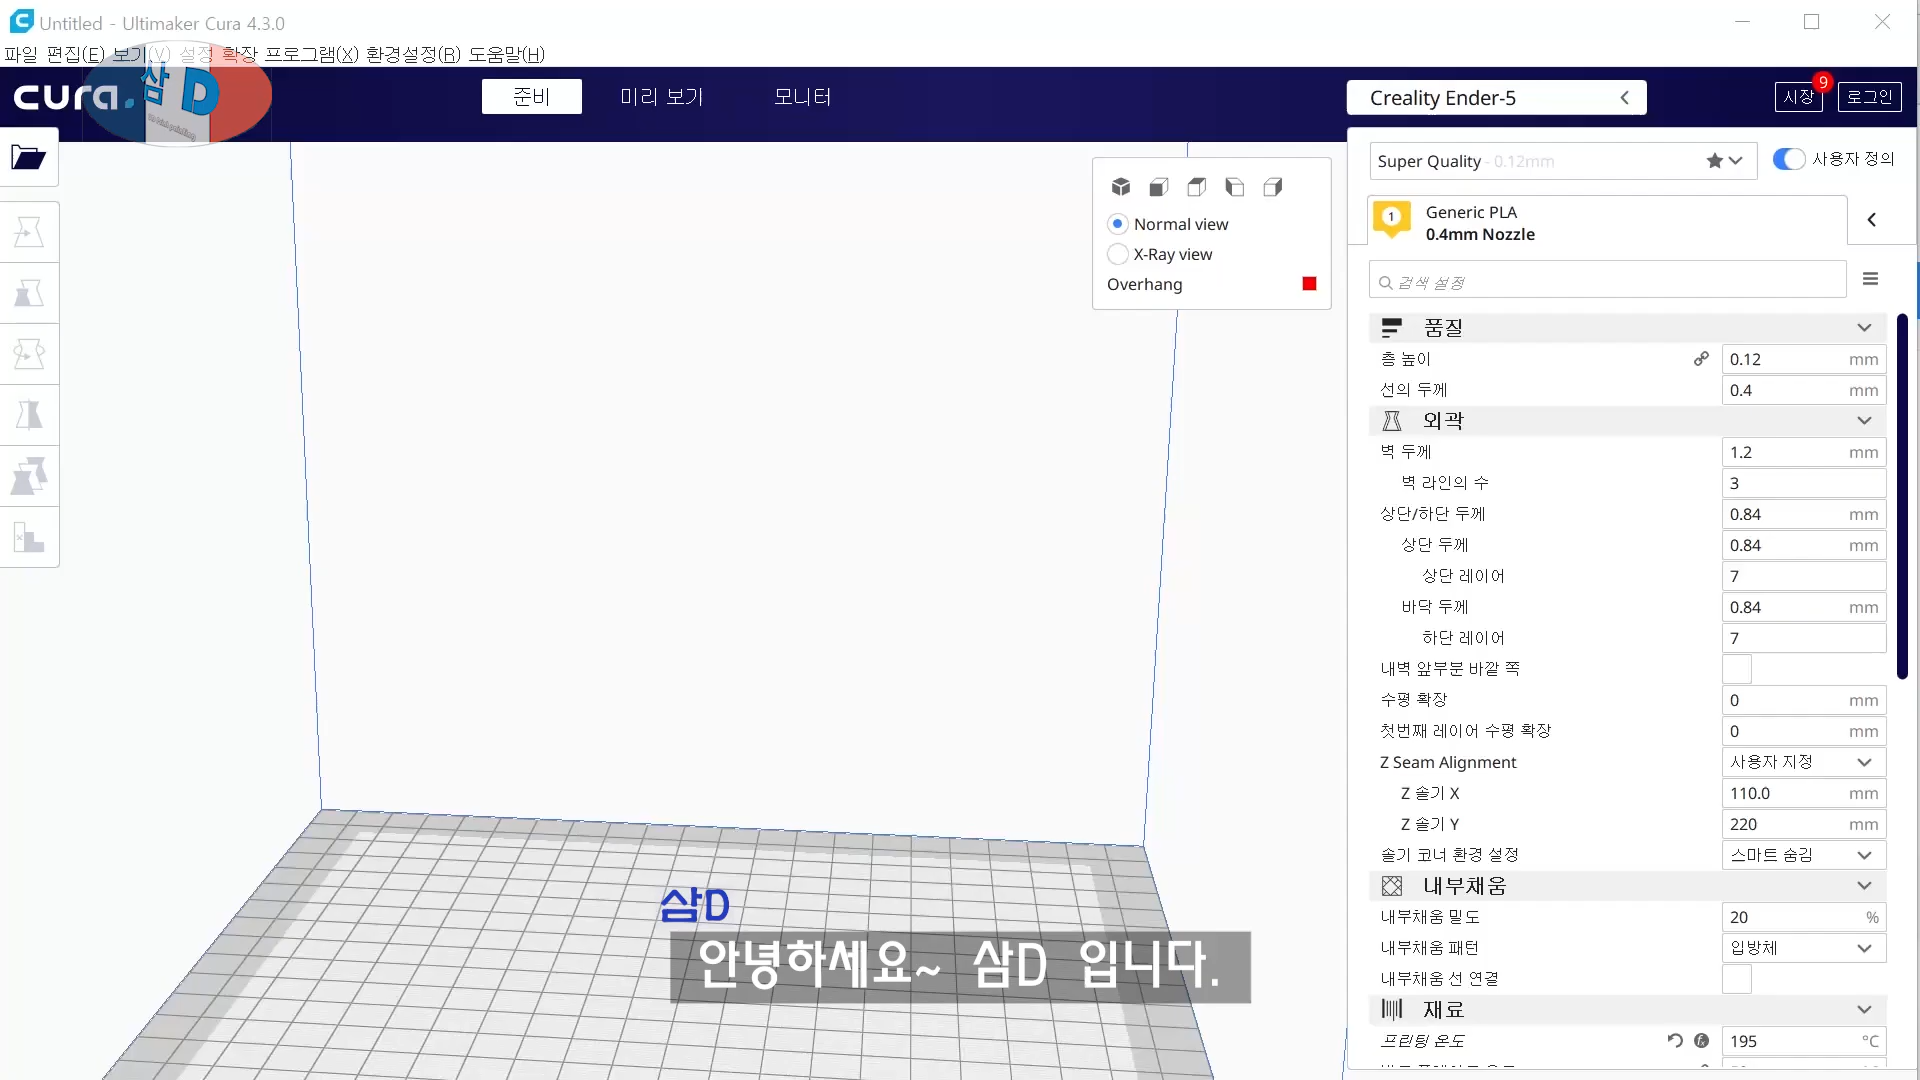 Untitled - Ultimaker Cura 4.3.0
파일 편집(E) 보기(V) 설정 확장 프로그램(X) 환경설정(R) 도움말(H)
cura.
삼D
준비
미리 보기
모니터
Creality Ender-5
시장
9
로그인
Super Quality - 0.12mm
사용자 정의
1
Generic PLA
0.4mm Nozzle
Normal view
X-Ray view
Overhang
검색 설정
품질
층 높이 0.12 mm
선의 두께 0.4 mm
외곽
벽 두께 1.2 mm
벽 라인의 수 3
상단/하단 두께 0.84 mm
상단 두께 0.84 mm
상단 레이어 7
바닥 두께 0.84 mm
하단 레이어 7
내벽 앞부분 바깥 쪽
수평 확장 0 mm
첫번째 레이어 수평 확장 0 mm
Z Seam Alignment 사용자 지정
Z 솔기 X 110.0 mm
Z 솔기 Y 220 mm
솔기 코너 환경 설정 스마트 숨김
내부채움
내부채움 밀도 20 %
내부채움 패턴 입방체
내부채움 선 연결
재료
프린팅 온도 195 °C
삼D
안녕하세요~ 삼D 입니다.